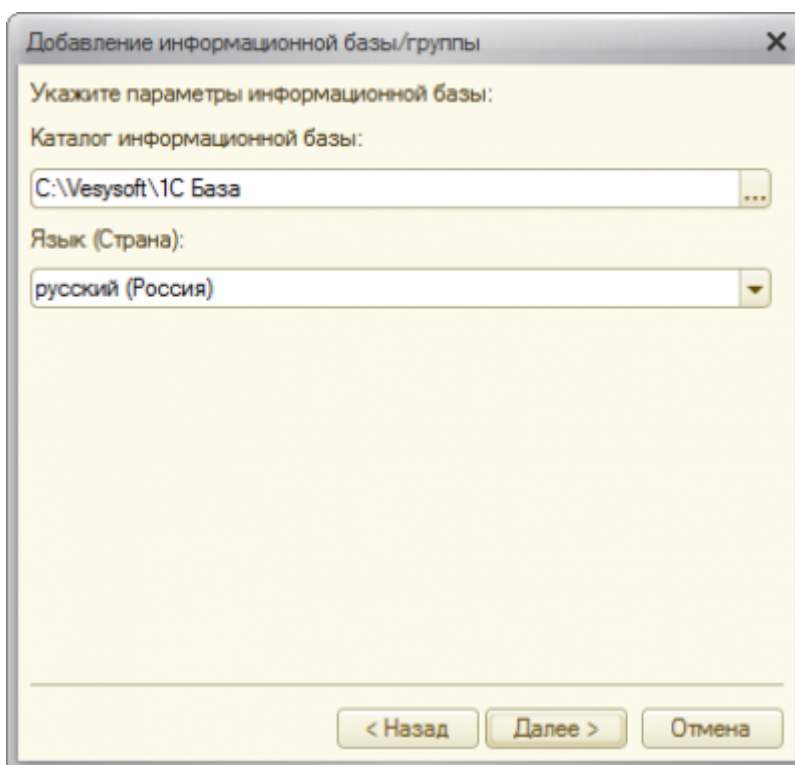 Добавление информационной базы/группы
Укажите параметры информационной базы:
Каталог информационной базы:
C:\Vesysoft\1С База
...
Язык (Страна):
русский (Россия)
< Назад Далее > Отмена